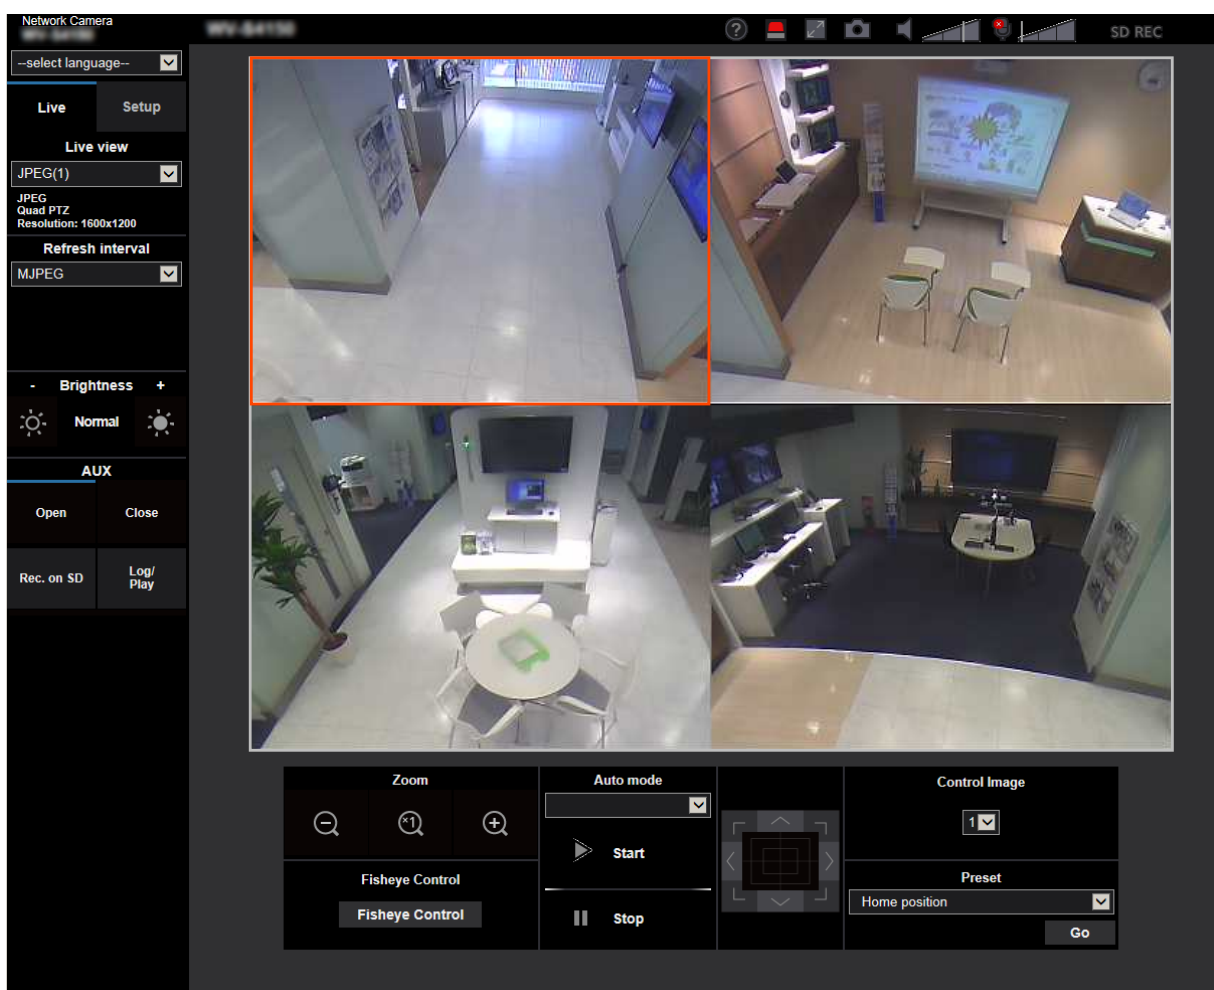 Network Camera
SD REC
--select language--
Live
Setup
Live view
JPEG(1)
JPEG
Quad PTZ
Resolution: 1600x1200
Refresh interval
MJPEG
- Brightness +
Normal
AUX
Open
Close
Rec. on SD
Log/
Play
Zoom
×1
Fisheye Control
Fisheye Control
Auto mode
Start
Stop
Control Image
1
Preset
Home position
Go